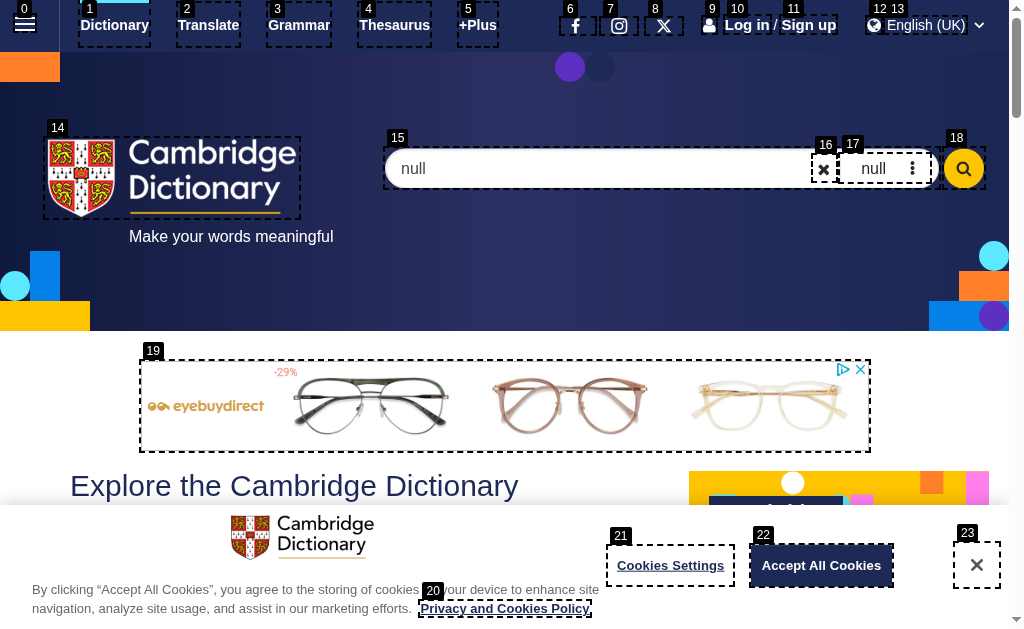 0 1 2 3 4 5 6 7 8 9 10 11 12 13
Dictionary Translate Grammar Thesaurus +Plus Log in / Sign up English (UK)
14 15 16 17 18
Cambridge
Dictionary
Make your words meaningful
null null
19
-29%
eyebuydirect
Explore the Cambridge Dictionary
Cambridge
Dictionary
21 22 23
By clicking “Accept All Cookies”, you agree to the storing of cookies 20 your device to enhance site
navigation, analyze site usage, and assist in our marketing efforts. Privacy and Cookies Policy
Cookies Settings Accept All Cookies